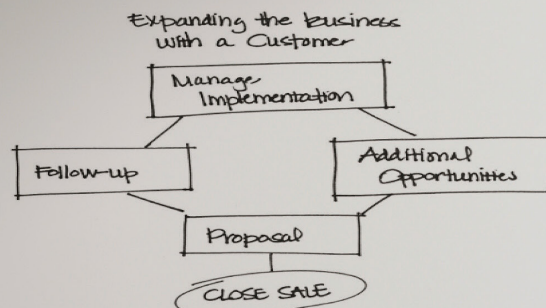 Expanding the business
with a Customer
Manage
Implementation
Follow-up
Additional
Opportunities
Proposal
CLOSE SALE